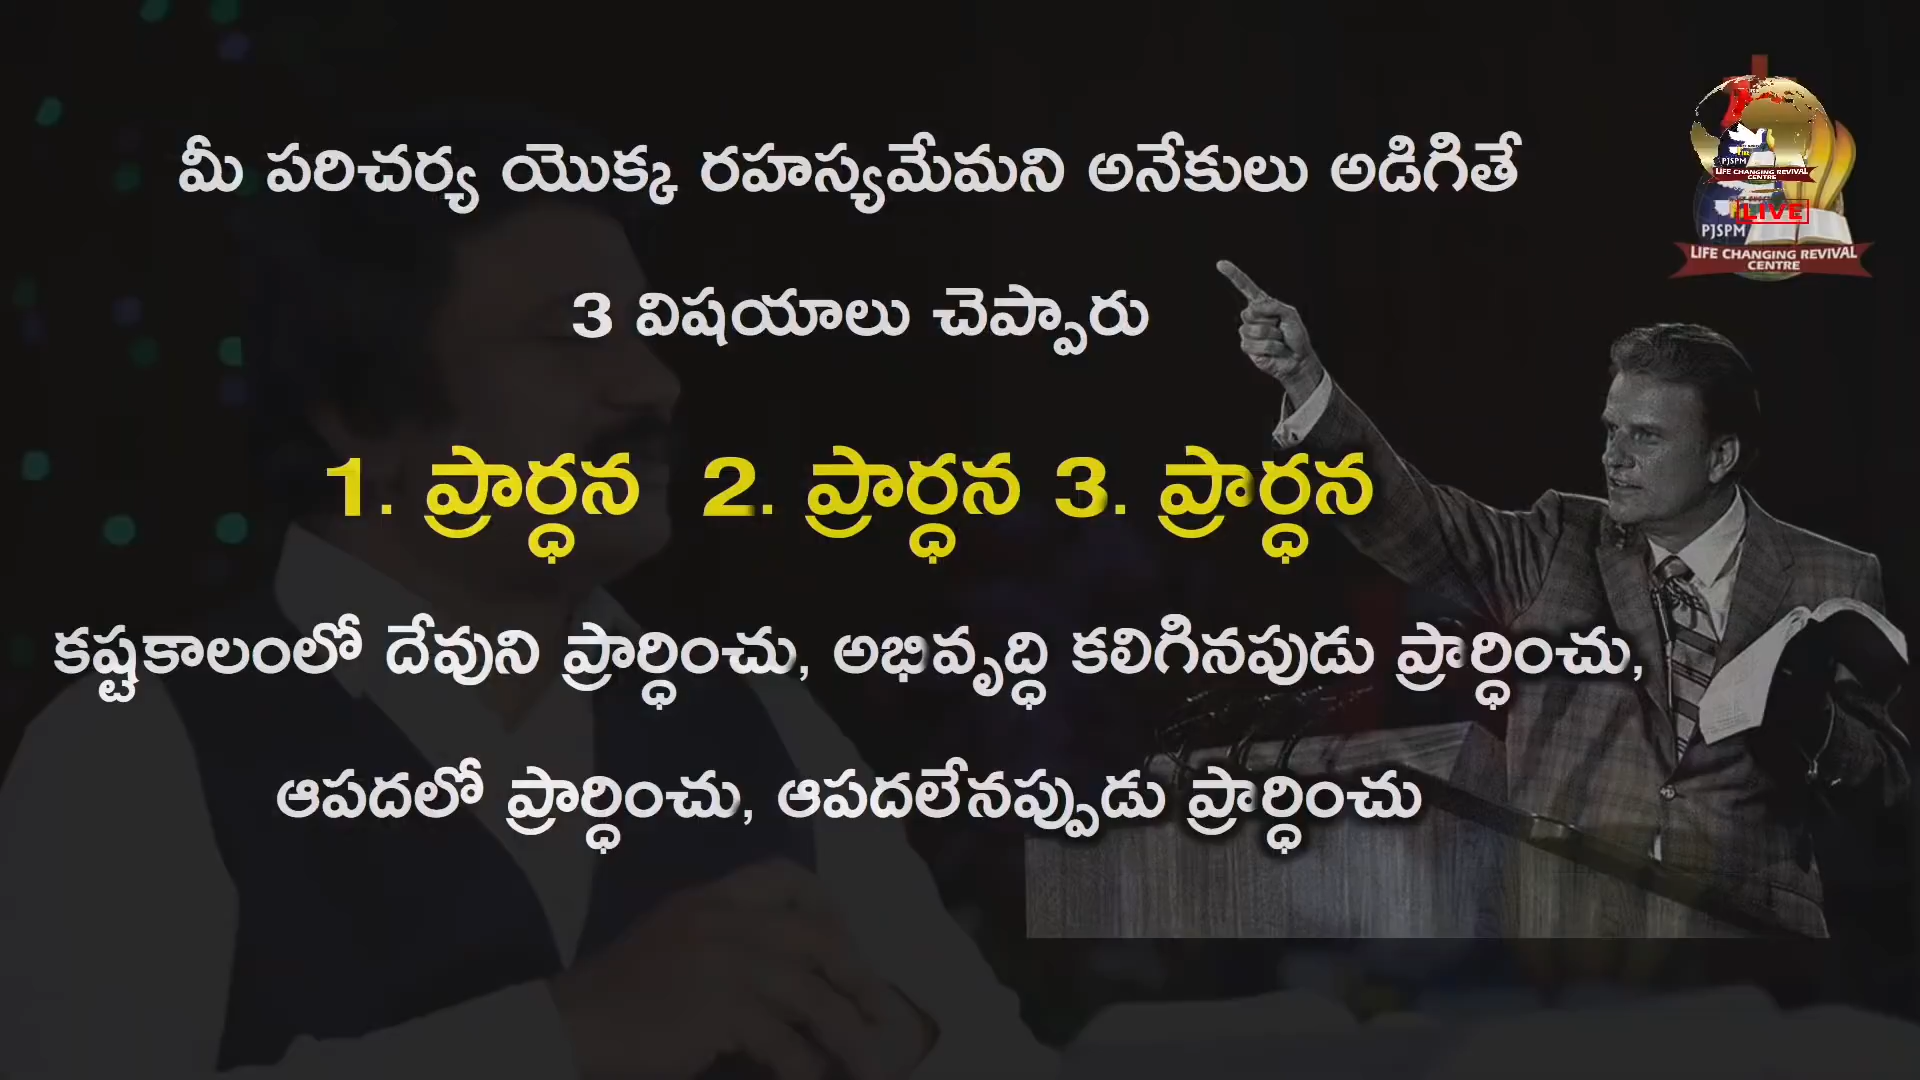 మీ పరిచర్య యొక్క రహస్యమేమని అనేకులు అడిగితే
3 విషయాలు చెప్పారు
1. ప్రార్ధన 2. ప్రార్ధన 3. ప్రార్ధన
కష్టకాలంలో దేవుని ప్రార్ధించు, అభివృద్ధి కలిగినపుడు ప్రార్ధించు,
ఆపదలో ప్రార్ధించు, ఆపదలేనప్పుడు ప్రార్ధించు
PJSPM
LIFE CHANGING REVIVAL
CENTRE
LIVE
PJSPM
LIFE CHANGING REVIVAL
CENTRE